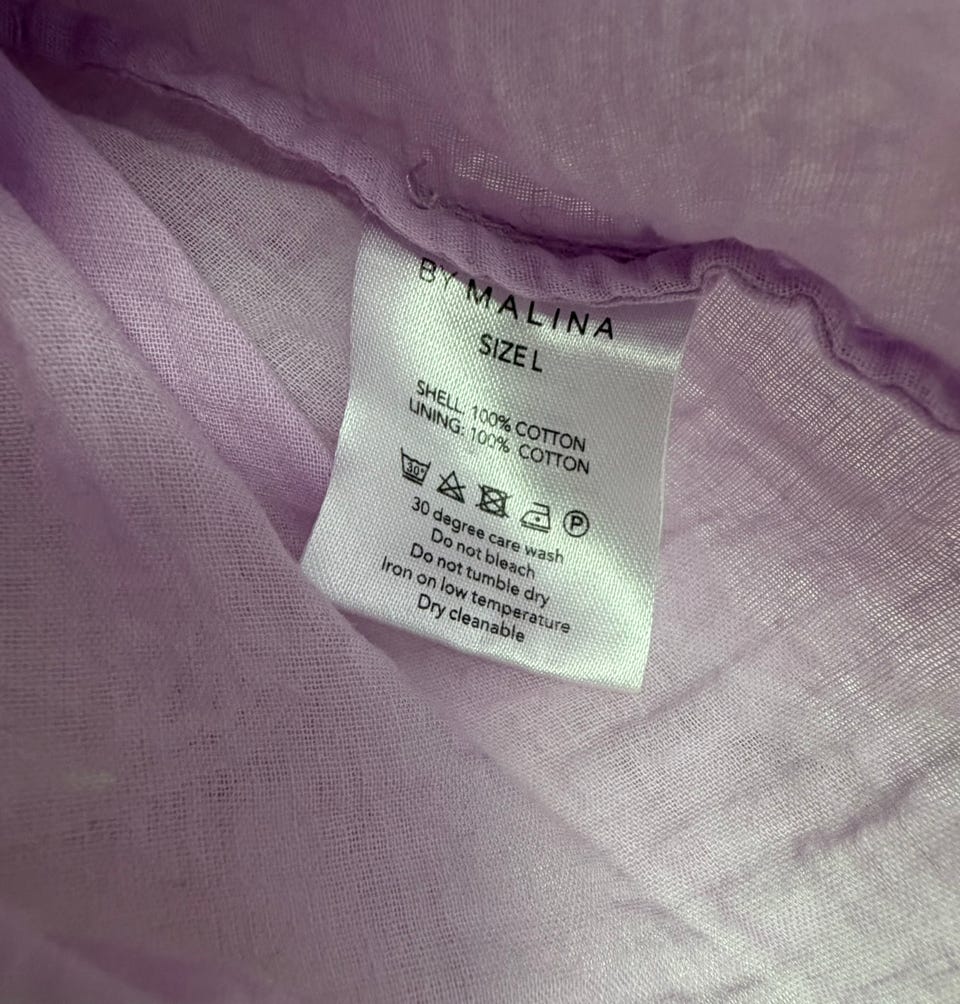 BY MALINA
SIZE L
SHELL: 100% COTTON
LINING: 100% COTTON
30° P
30 degree care wash
Do not bleach
Do not tumble dry
Iron on low temperature
Dry cleanable